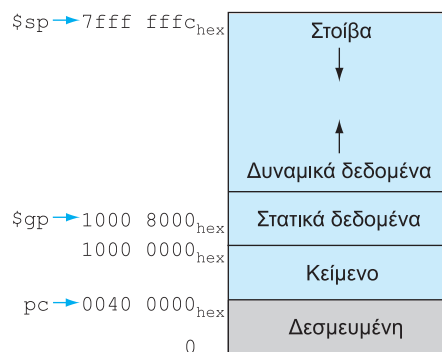 $sp 7fff fffc hex
Στοίβα
Δυναμικά δεδομένα
$gp 1000 8000 hex
Στατικά δεδομένα
1000 0000 hex
Κείμενο
pc 0040 0000 hex
Δεσμευμένη
0